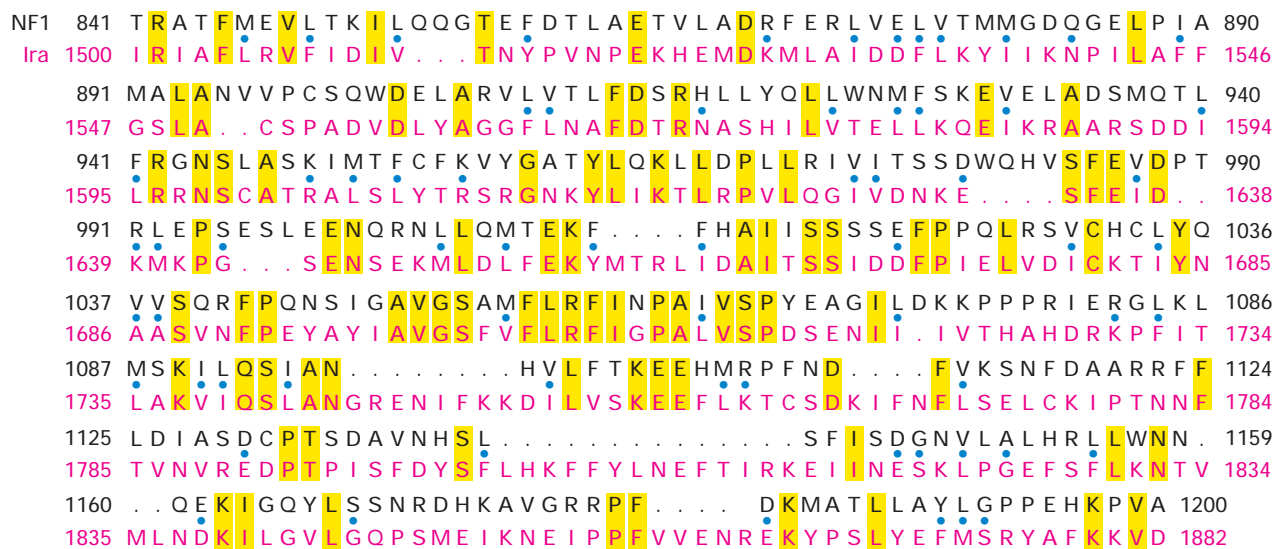 NF1 841 T R A T F M E V L T K I L Q Q G T E F D T L A E T V L A D R F E R L V E L V T M M G D Q G E L P I A 890
Ira 1500 I R I A F L R V F I D I V . . . T N Y P V N P E K H E M D K M L A I D D F L K Y I I K N P I L A F F 1546
891 M A L A N V V P C S Q W D E L A R V L V T L F D S R H L L Y Q L L W N M F S K E V E L A D S M Q T L 940
1547 G S L A . . C S P A D V D L Y A G G F L N A F D T R N A S H I L V T E L L K Q E I K R A A R S D D I 1594
941 F R G N S L A S K I M T F C F K V Y G A T Y L Q K L L D P L L R I V I T S S D W Q H V S F E V D P T 990
1595 L R R N S C A T R A L S L Y T R S R G N K Y L I K T L R P V L Q G I V D N K E . . . . S F E I D . . 1638
991 R L E P S E S L E E N Q R N L L Q M T E K F . . . . F H A I I S S S S E F P P Q L R S V C H C L Y Q 1036
1639 K M K P G . . . S E N S E K M L D L F E K Y M T R L I D A I T S S I D D F P I E L V D I C K T I Y N 1685
1037 V V S Q R F P Q N S I G A V G S A M F L R F I N P A I V S P Y E A G I L D K K P P P R I E R G L K L 1086
1686 A A S V N F P E Y A Y I A V G S F V F L R F I G P A L V S P D S E N I I . I V T H A H D R K P F I T 1734
1087 M S K I L Q S I A N . . . . . . . . H V L F T K E E H M R P F N D . . . . F V K S N F D A A R R F F 1124
1735 L A K V I Q S L A N G R E N I F K K D I L V S K E E F L K T C S D K I F N F L S E L C K I P T N N F 1784
1125 L D I A S D C P T S D A V N H S L . . . . . . . . . . . . . . S F I S D G N V L A L H R L L W N N . 1159
1785 T V N V R E D P T P I S F D Y S F L H K F F Y L N E F T I R K E I I N E S K L P G E F S F L K N T V 1834
1160 . . Q E K I G Q Y L S S N R D H K A V G R R P F . . . . D K M A T L L A Y L G P P E H K P V A 1200
1835 M L N D K I L G V L G Q P S M E I K N E I P P F V V E N R E K Y P S L Y E F M S R Y A F K K V D 1882